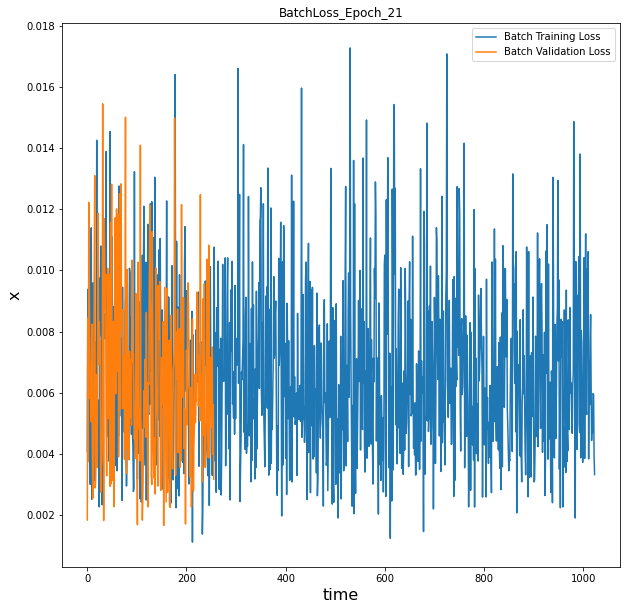 BatchLoss_Epoch_21
Batch Training Loss
Batch Validation Loss
0.018
0.016
0.014
0.012
0.010
0.008
0.006
0.004
0.002
x
0 200 400 600 800 1000
time